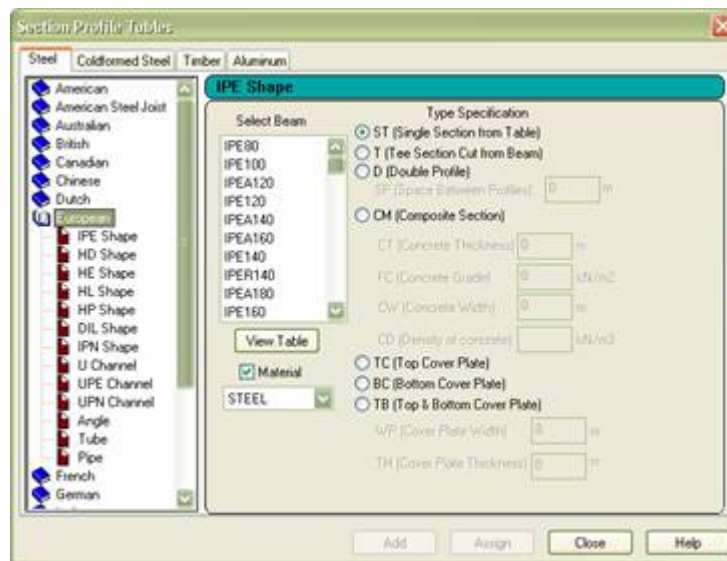 Section Profile Tables
Steel Coldformed Steel Timber Aluminum
American
American Steel Joist
Australian
British
Canadian
Chinese
Dutch
European
IPE Shape
HD Shape
HE Shape
HL Shape
HP Shape
DIL Shape
IPN Shape
U Channel
UPE Channel
UPN Channel
Angle
Tube
Pipe
French
German
IPE Shape
Select Beam
IPE80
IPE100
IPEA120
IPE120
IPEA140
IPEA160
IPE140
IPER140
IPEA180
IPE160
View Table
Material
STEEL
Type Specification
ST (Single Section from Table)
T (Tee Section Cut from Beam)
D (Double Profile)
SP (Space Between Profiles) 0 m
CM (Composite Section)
CT (Concrete Thickness) 0 m
FC (Concrete Grade) 0 kN/m2
CW (Concrete Width) 0 m
CD (Density of concrete) kN/m3
TC (Top Cover Plate)
BC (Bottom Cover Plate)
TB (Top & Bottom Cover Plate)
WP (Cover Plate Width) 0 m
TH (Cover Plate Thickness) 0 m
Add Assign Close Help